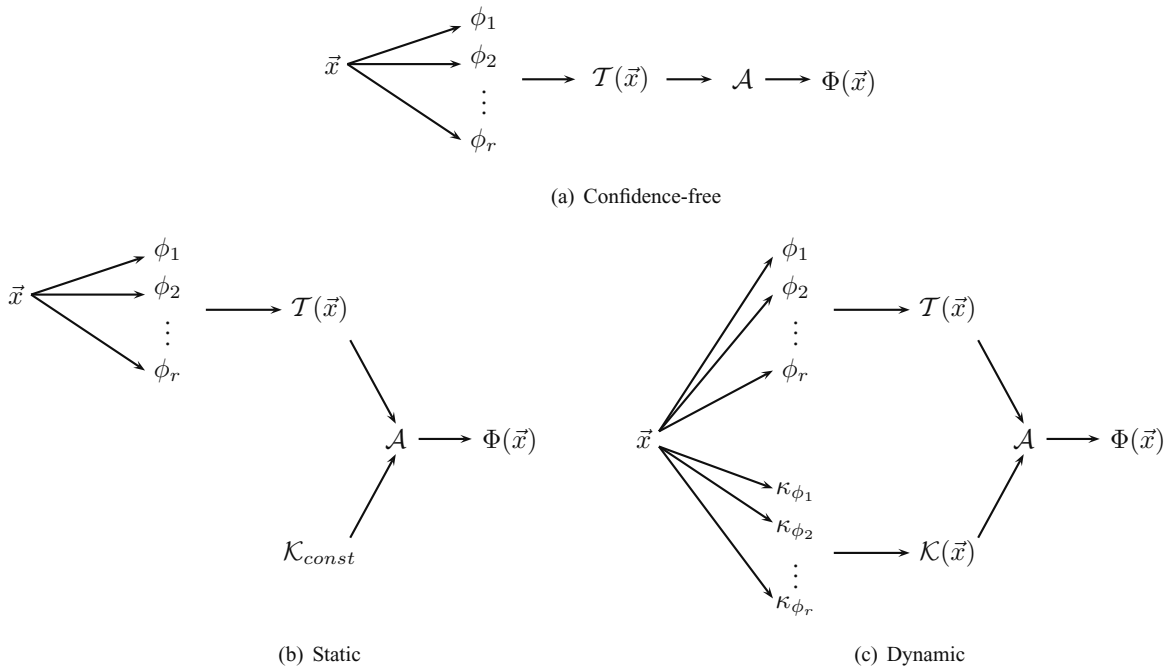 ϕ₁
x⃗ ϕ₂ 𝒯(x⃗) 𝒜 Φ(x⃗)
⋮
ϕᵣ
(a) Confidence-free
ϕ₁
x⃗ ϕ₂ 𝒯(x⃗)
⋮
ϕᵣ
𝒜 Φ(x⃗)
𝒦const
(b) Static
ϕ₁
ϕ₂ 𝒯(x⃗)
⋮
ϕᵣ
x⃗ 𝒜 Φ(x⃗)
κϕ₁
κϕ₂ 𝒦(x⃗)
⋮
κϕᵣ
(c) Dynamic